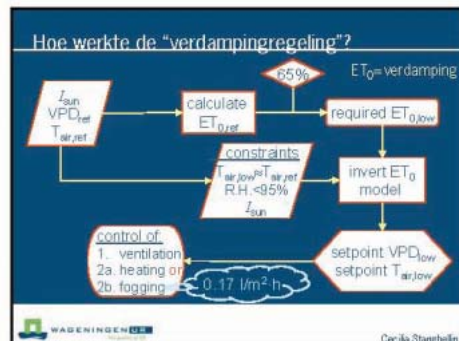 Hoe werkte de “verdampingregeling”?
65%
ET0=verdamping
Isun
VPDref
Tair,ref
calculate
ET0,ref
required ET0,low
constraints
Tair,low≈Tair,ref
R.H.<95%
Isun
invert ET0
model
control of
1. ventilation
2a. heating or
2b. fogging
0.17 l/m²·h
setpoint VPDlow
setpoint Tair,low
WAGENINGEN UR
Cecilia Stanghellin